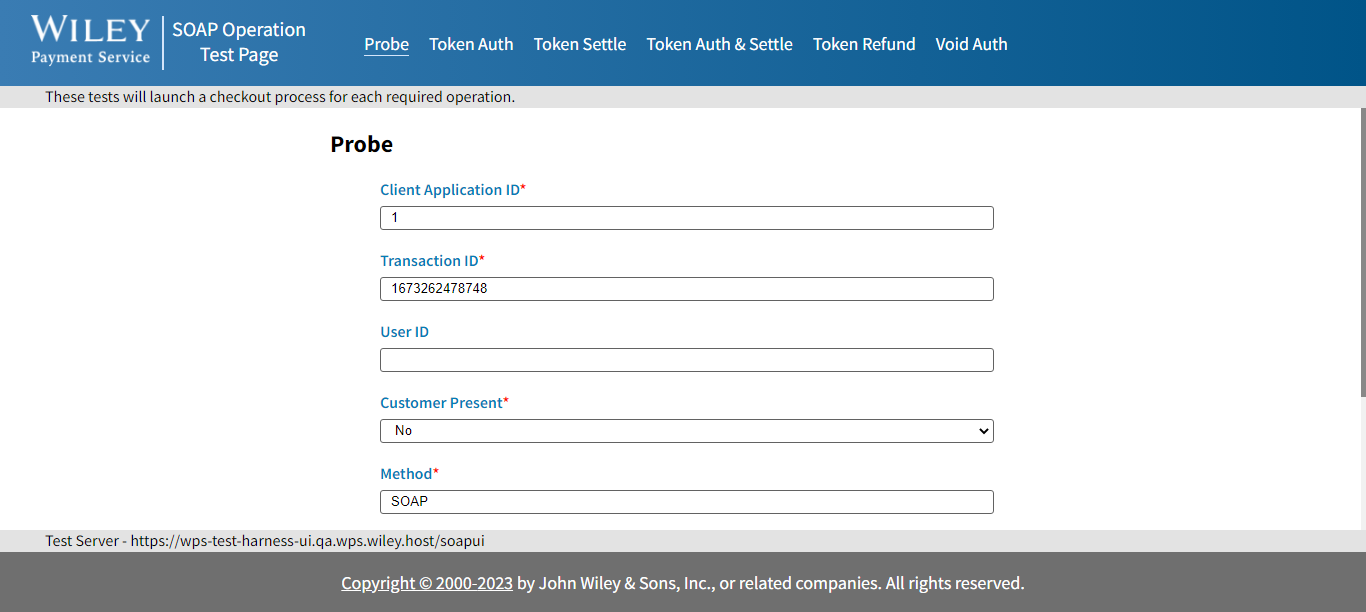 WILEY
Payment Service
SOAP Operation
Test Page
Probe Token Auth Token Settle Token Auth & Settle Token Refund Void Auth
These tests will launch a checkout process for each required operation.
Probe
Client Application ID*
1
Transaction ID*
1673262478748
User ID
Customer Present*
No
Method*
SOAP
Test Server - https://wps-test-harness-ui.qa.wps.wiley.host/soapui
Copyright © 2000-2023 by John Wiley & Sons, Inc., or related companies. All rights reserved.